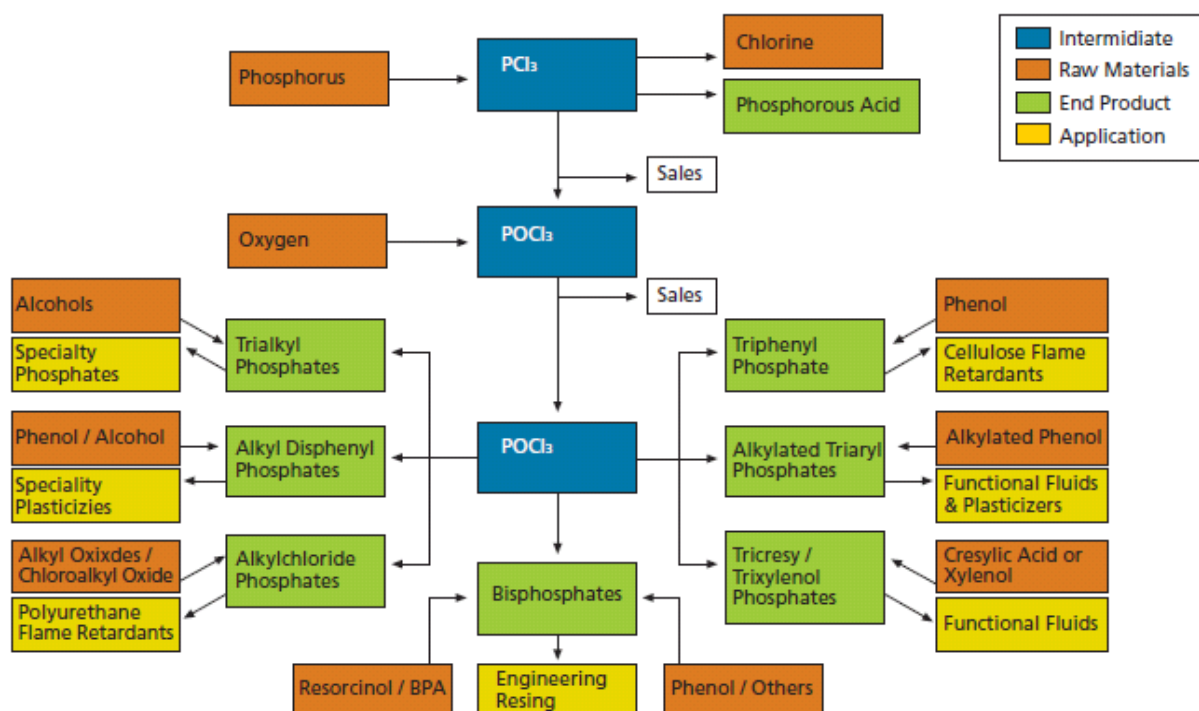 PCl₃
Chlorine
Phosphorus
Phosphorous Acid
Intermidiate
Raw Materials
End Product
Application
Sales
Oxygen
POCl₃
Sales
Alcohols
Specialty
Phosphates
Trialkyl
Phosphates
Triphenyl
Phosphate
Phenol
Cellulose Flame
Retardants
Phenol / Alcohol
Speciality
Plasticizies
Alkyl Disphenyl
Phosphates
POCl₃
Alkylated Triaryl
Phosphates
Alkylated Phenol
Functional Fluids
& Plasticizers
Alkyl Oxixdes /
Chloroalkyl Oxide
Polyurethane
Flame Retardants
Alkylchloride
Phosphates
Bisphosphates
Tricresy /
Trixylenol
Phosphates
Cresylic Acid or
Xylenol
Functional Fluids
Resorcinol / BPA
Engineering
Resing
Phenol / Others